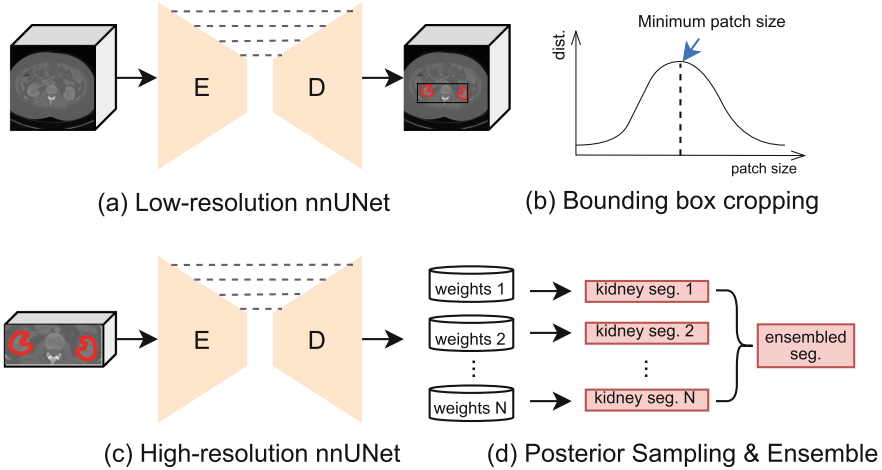 E
D
(a) Low-resolution nnUNet
Minimum patch size
dist.
patch size
(b) Bounding box cropping
E
D
(c) High-resolution nnUNet
weights 1
kidney seg. 1
weights 2
kidney seg. 2
weights N
kidney seg. N
ensembled
seg.
(d) Posterior Sampling & Ensemble